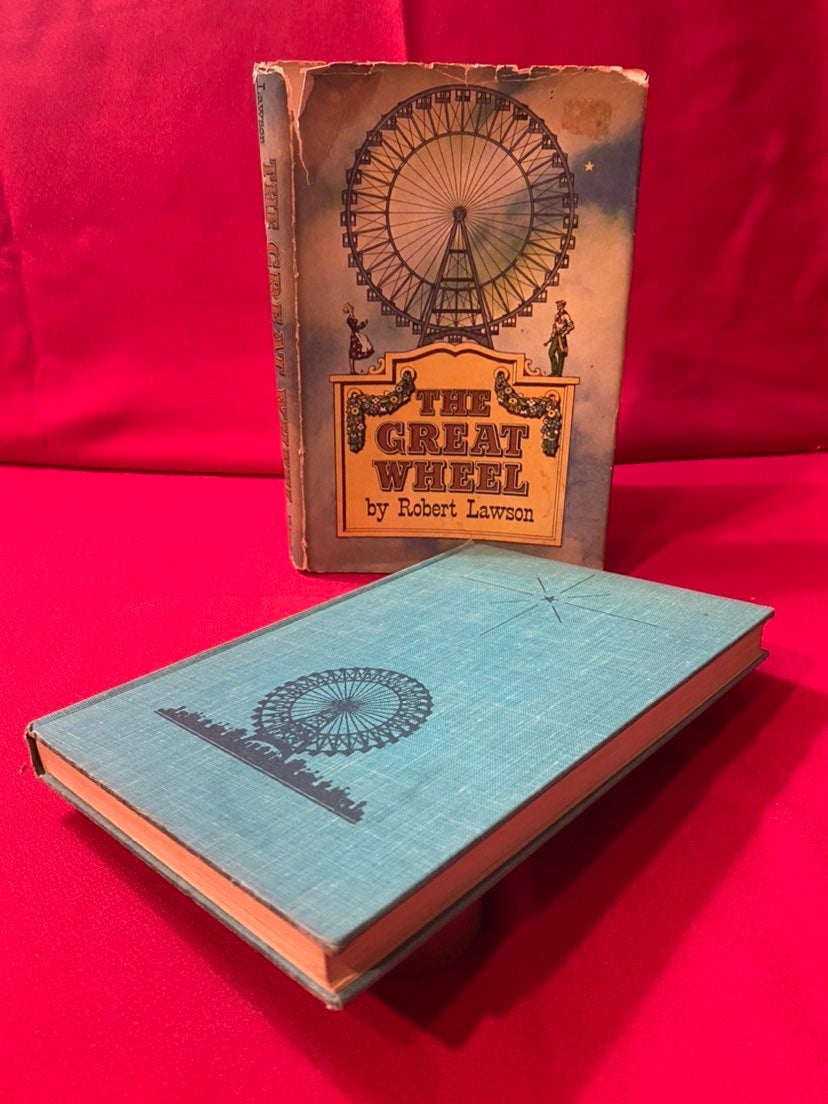 Lawson THE GREAT WHEEL
THE
GREAT
WHEEL
by Robert Lawson